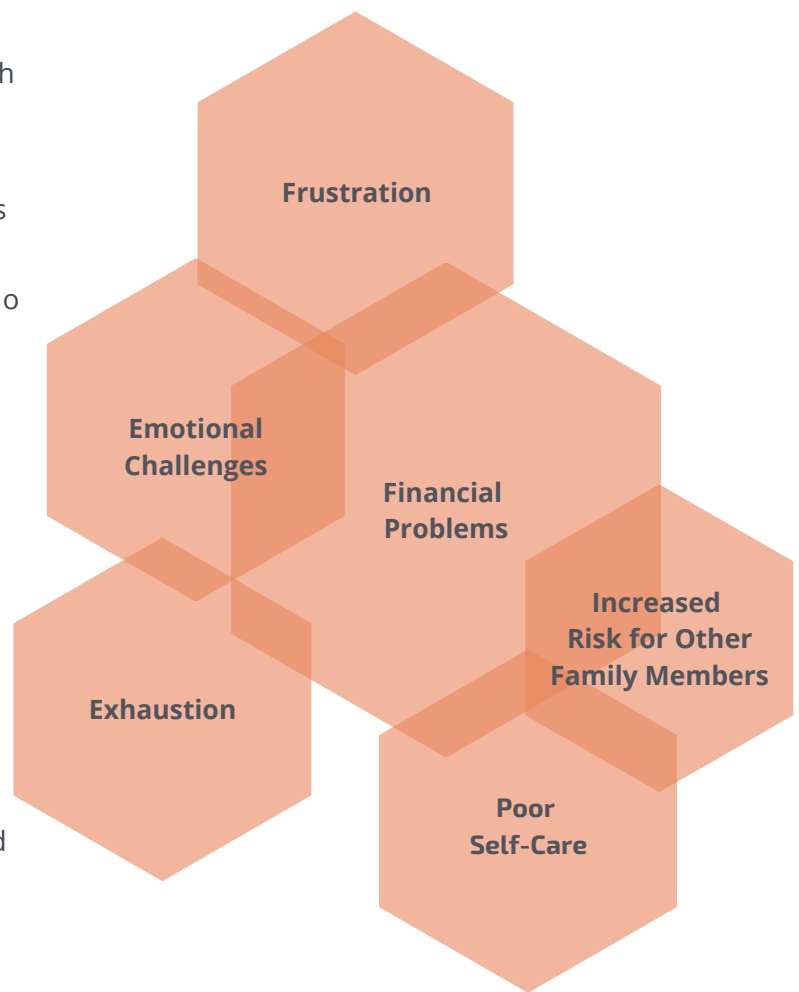 h
Frustration
s
o
Emotional
Challenges
Financial
Problems
Increased
Risk for Other
Family Members
Exhaustion
Poor
Self-Care
d